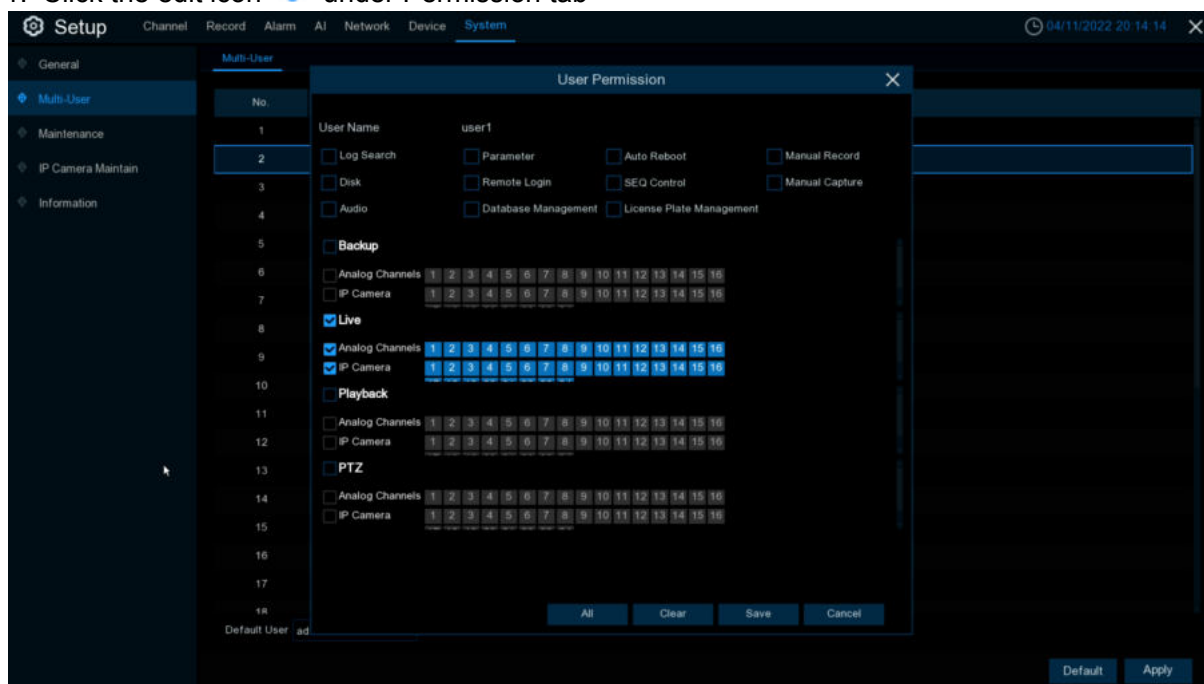 1. Click the edit icon under Permission tab
Setup Channel Record Alarm AI Network Device System 04/11/2022 20:14:14
General
Multi-User
Maintenance
IP Camera Maintain
Information
Multi-User
No.
1
2
3
4
5
6
7
8
9
10
11
12
13
14
15
16
17
18
User Permission
User Name user1
Log Search Parameter Auto Reboot Manual Record
Disk Remote Login SEQ Control Manual Capture
Audio Database Management License Plate Management
Backup
Analog Channels 1 2 3 4 5 6 7 8 9 10 11 12 13 14 15 16
IP Camera 1 2 3 4 5 6 7 8 9 10 11 12 13 14 15 16
Live
Analog Channels 1 2 3 4 5 6 7 8 9 10 11 12 13 14 15 16
IP Camera 1 2 3 4 5 6 7 8 9 10 11 12 13 14 15 16
Playback
Analog Channels 1 2 3 4 5 6 7 8 9 10 11 12 13 14 15 16
IP Camera 1 2 3 4 5 6 7 8 9 10 11 12 13 14 15 16
PTZ
Analog Channels 1 2 3 4 5 6 7 8 9 10 11 12 13 14 15 16
IP Camera 1 2 3 4 5 6 7 8 9 10 11 12 13 14 15 16
All Clear Save Cancel
Default User ad
Default Apply